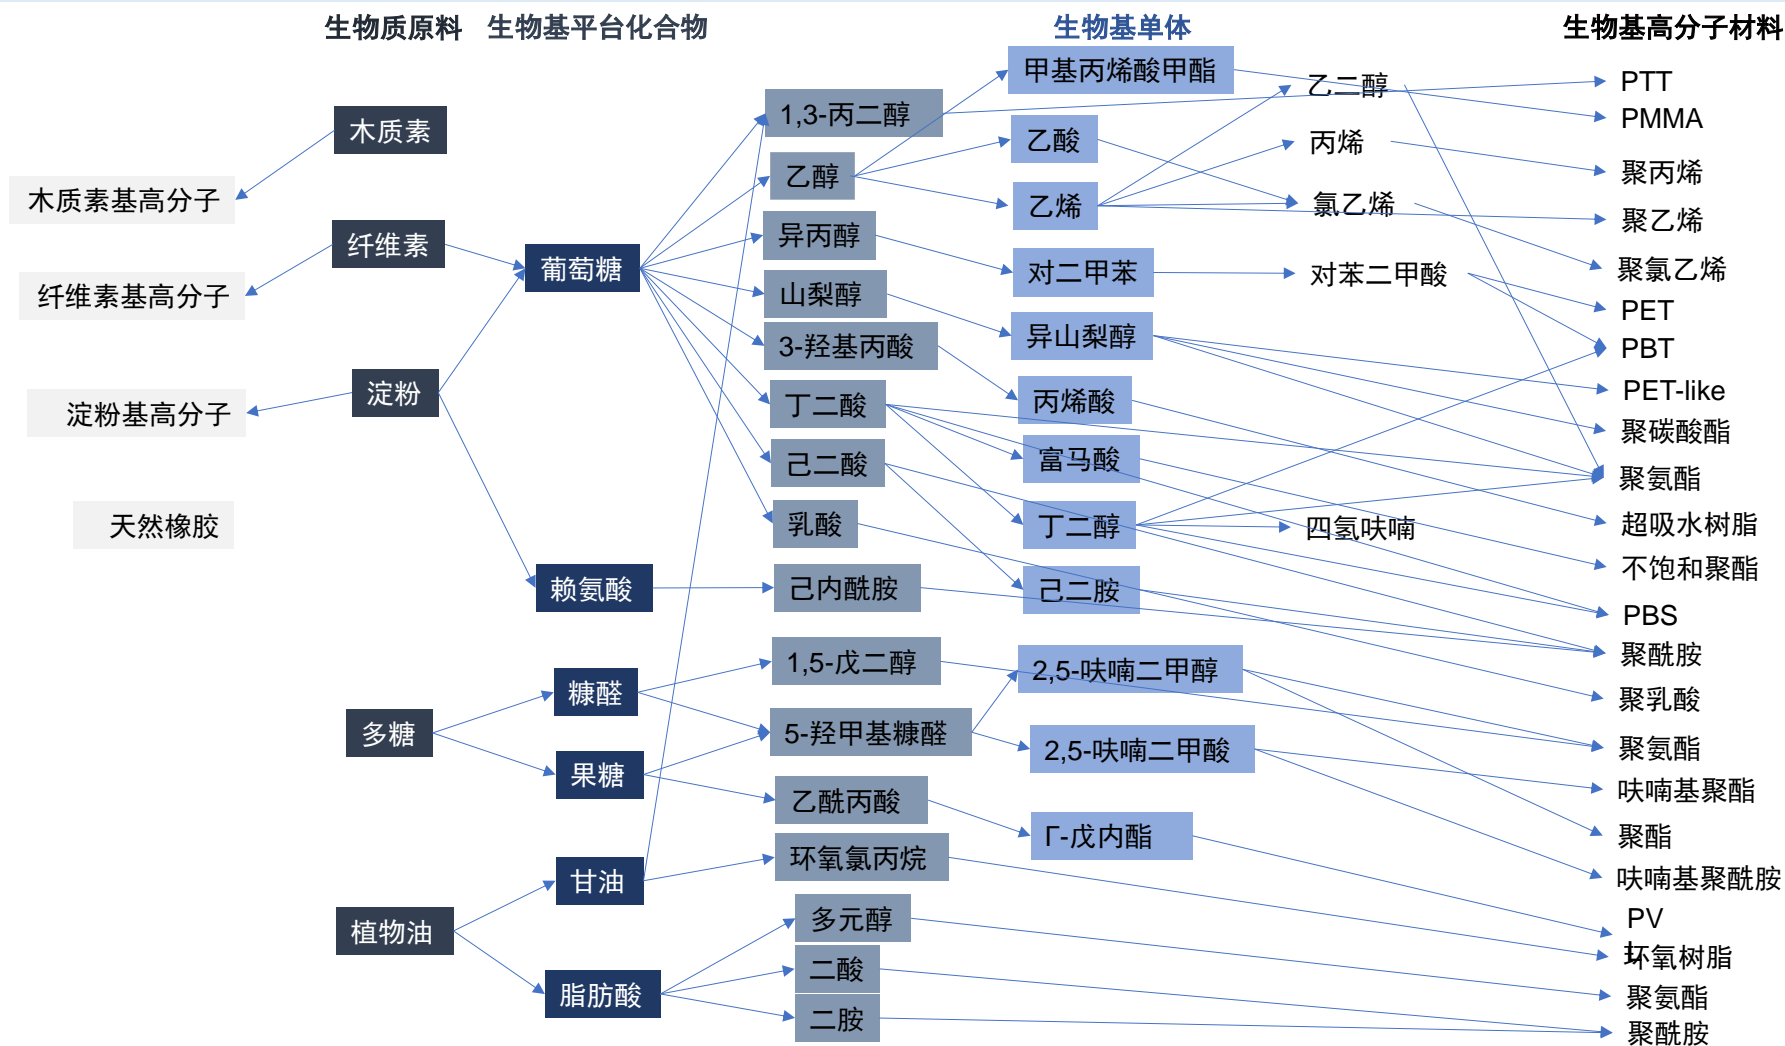 生物质原料
生物基平台化合物
生物基单体
生物基高分子材料
木质素
纤维素
淀粉
多糖
植物油
木质素基高分子
纤维素基高分子
淀粉基高分子
天然橡胶
葡萄糖
赖氨酸
糠醛
果糖
甘油
脂肪酸
1,3-丙二醇
乙醇
异丙醇
山梨醇
3-羟基丙酸
丁二酸
己二酸
乳酸
己内酰胺
1,5-戊二醇
5-羟甲基糠醛
乙酰丙酸
环氧氯丙烷
多元醇
二酸
二胺
甲基丙烯酸甲酯
乙酸
乙烯
对二甲苯
异山梨醇
丙烯酸
富马酸
丁二醇
己二胺
2,5-呋喃二甲醇
2,5-呋喃二甲酸
Γ-戊内酯
乙二醇
丙烯
氯乙烯
对苯二甲酸
四氢呋喃
PTT
PMMA
聚丙烯
聚乙烯
聚氯乙烯
PET
PBT
PET-like
聚碳酸酯
聚氨酯
超吸水树脂
不饱和聚酯
PBS
聚酰胺
聚乳酸
聚氨酯
呋喃基聚酯
聚酯
呋喃基聚酰胺
PV
L
环氧树脂
聚氨酯
聚酰胺